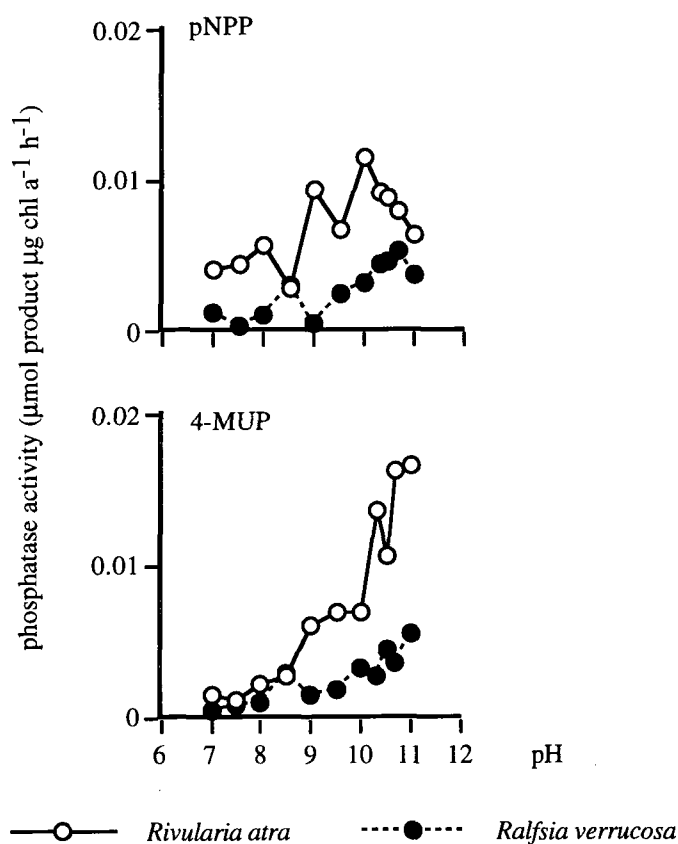 0.02
pNPP
0.01
0
phosphatase activity (μmol product μg chl a⁻¹ h⁻¹)
0.02
4-MUP
0.01
0
6 7 8 9 10 11 12 pH
Rivularia atra Ralfsia verrucosa